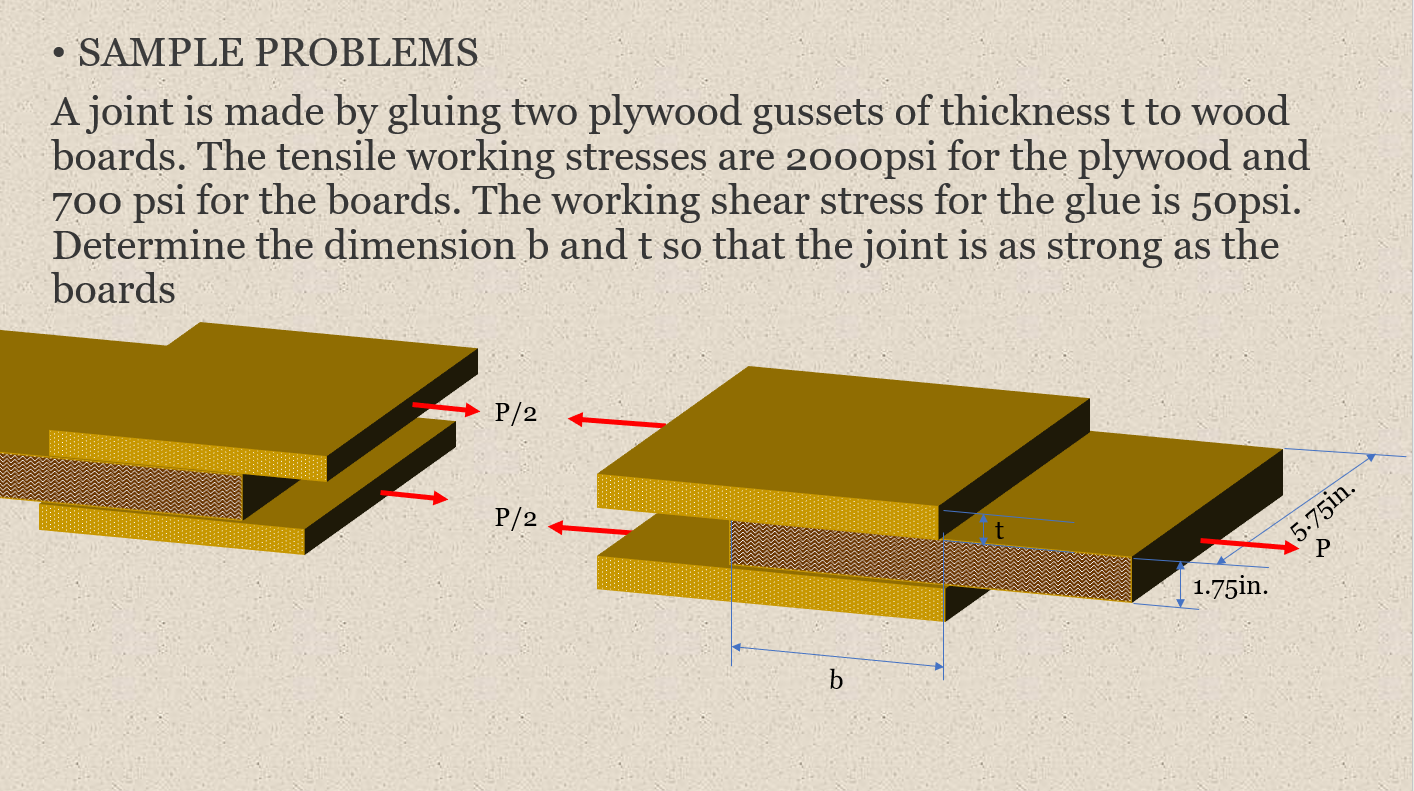 • SAMPLE PROBLEMS
A joint is made by gluing two plywood gussets of thickness t to wood
boards. The tensile working stresses are 2000psi for the plywood and
700 psi for the boards. The working shear stress for the glue is 50psi.
Determine the dimension b and t so that the joint is as strong as the
boards
P/2
P/2
t
5.75in.
P
1.75in.
b